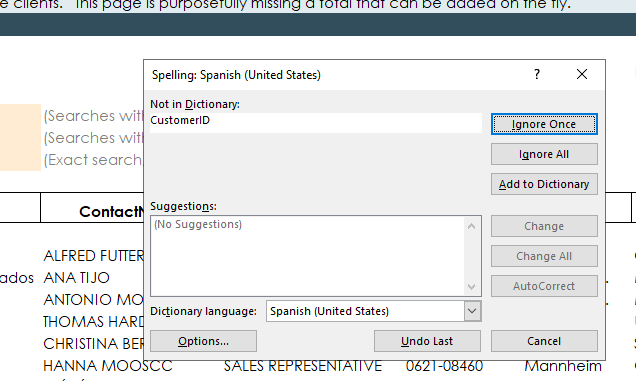 e clients. This page is purposefully missing a total that can be added on the fly.
Spelling: Spanish (United States)
?
Not in Dictionary:
CustomerID
Ignore Once
Ignore All
Add to Dictionary
Suggestions:
(No Suggestions)
Change
Change All
AutoCorrect
Dictionary language: Spanish (United States)
Options...
Undo Last
Cancel
(Searches with
(Searches with
(Exact search,
ContactN
ALFRED FUTTER
ados ANA TIJO
ANTONIO MO
THOMAS HARD
CHRISTINA BER
HANNA MOOSCC SALES REPRESENTATIVE 0621-08460 Mannheim